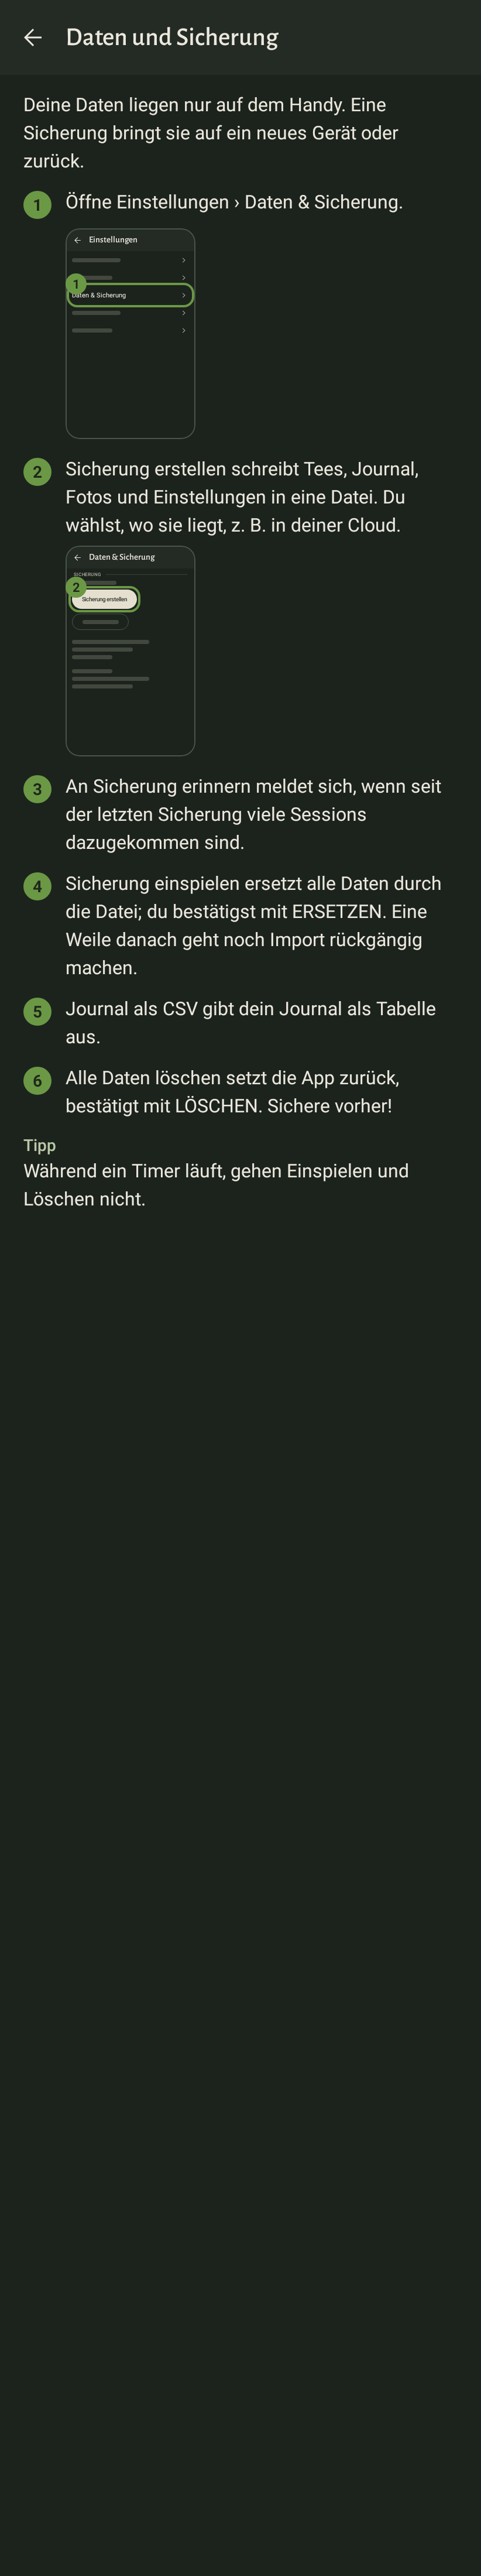 Daten und Sicherung
Deine Daten liegen nur auf dem Handy. Eine
Sicherung bringt sie auf ein neues Gerät oder
zurück.
1 Öffne Einstellungen › Daten & Sicherung.
Einstellungen
1
Daten & Sicherung
2 Sicherung erstellen schreibt Tees, Journal,
Fotos und Einstellungen in eine Datei. Du
wählst, wo sie liegt, z. B. in deiner Cloud.
Daten & Sicherung
SICHERUNG
2
Sicherung erstellen
3 An Sicherung erinnern meldet sich, wenn seit
der letzten Sicherung viele Sessions
dazugekommen sind.
4 Sicherung einspielen ersetzt alle Daten durch
die Datei; du bestätigst mit ERSETZEN. Eine
Weile danach geht noch Import rückgängig
machen.
5 Journal als CSV gibt dein Journal als Tabelle
aus.
6 Alle Daten löschen setzt die App zurück,
bestätigt mit LÖSCHEN. Sichere vorher!
Tipp
Während ein Timer läuft, gehen Einspielen und
Löschen nicht.